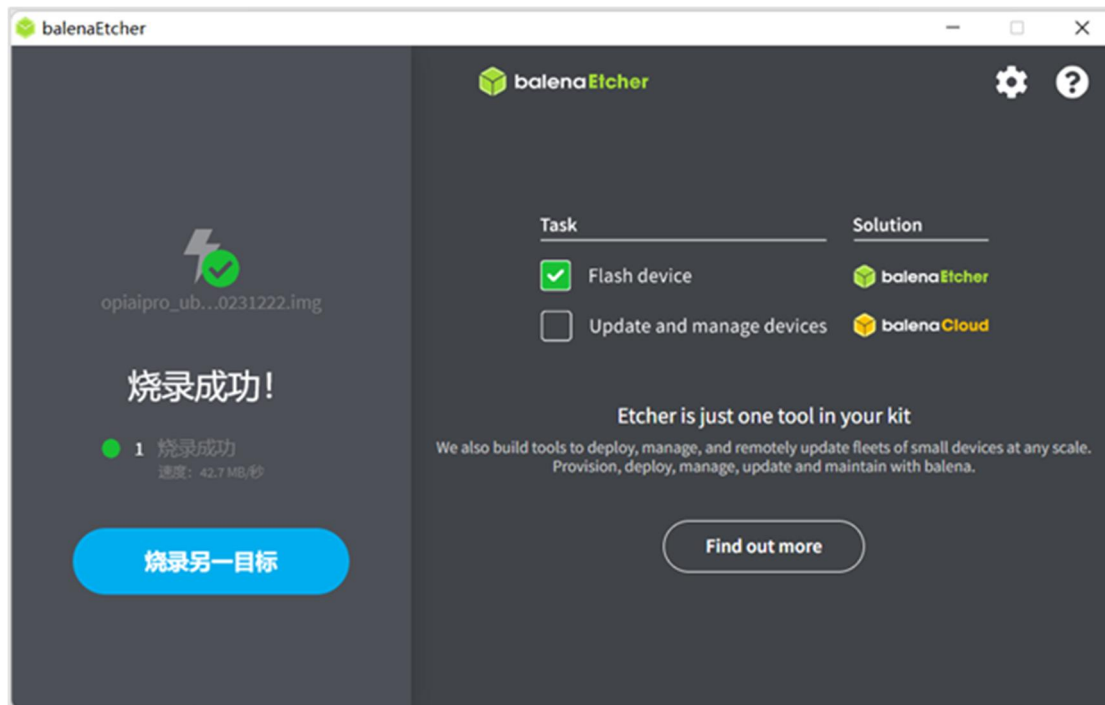 balenaEtcher
balenaEtcher
opiaipro_ub...0231222.img
烧录成功!
1 烧录成功
速度: 42.7 MB/秒
烧录另一目标
Task Solution
Flash device balenaEtcher
Update and manage devices balenaCloud
Etcher is just one tool in your kit
We also build tools to deploy, manage, and remotely update fleets of small devices at any scale.
Provision, deploy, manage, update and maintain with balena.
Find out more